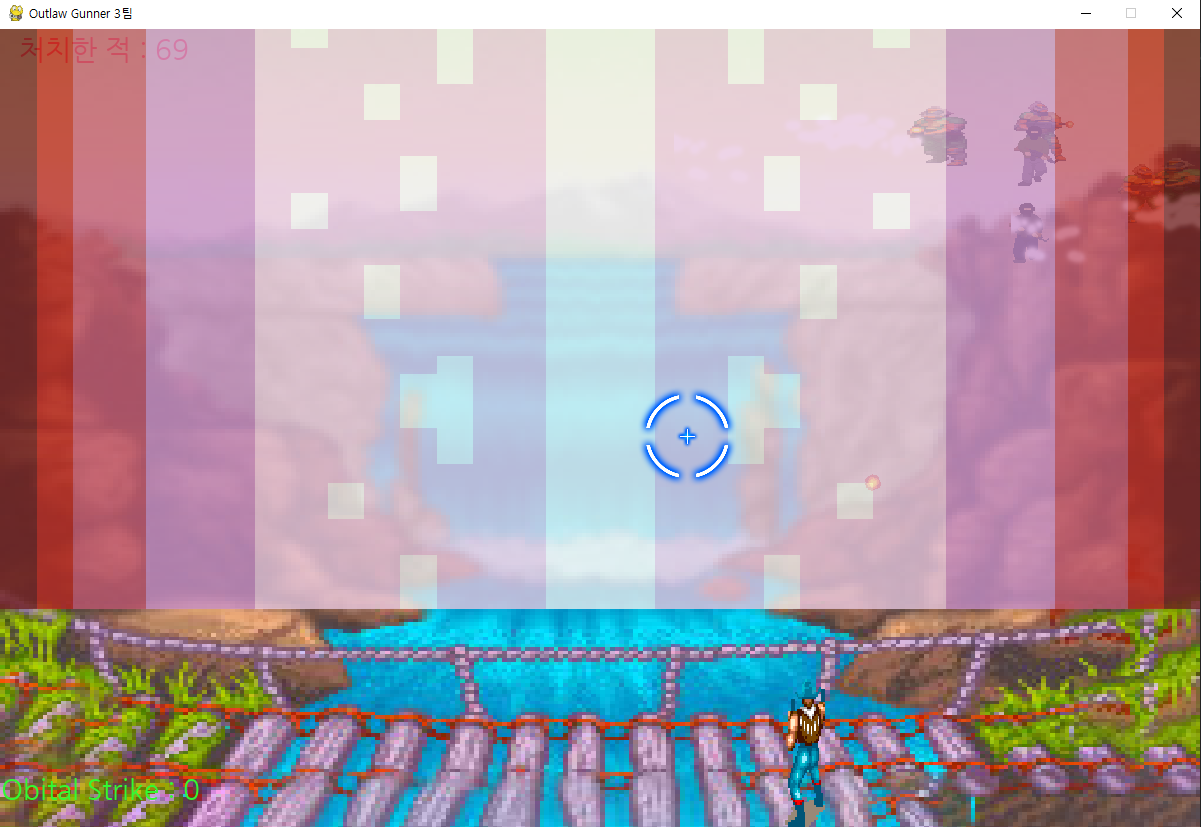 Outlaw Gunner 3팀
처치한 적 : 69
Obital Strike : 0